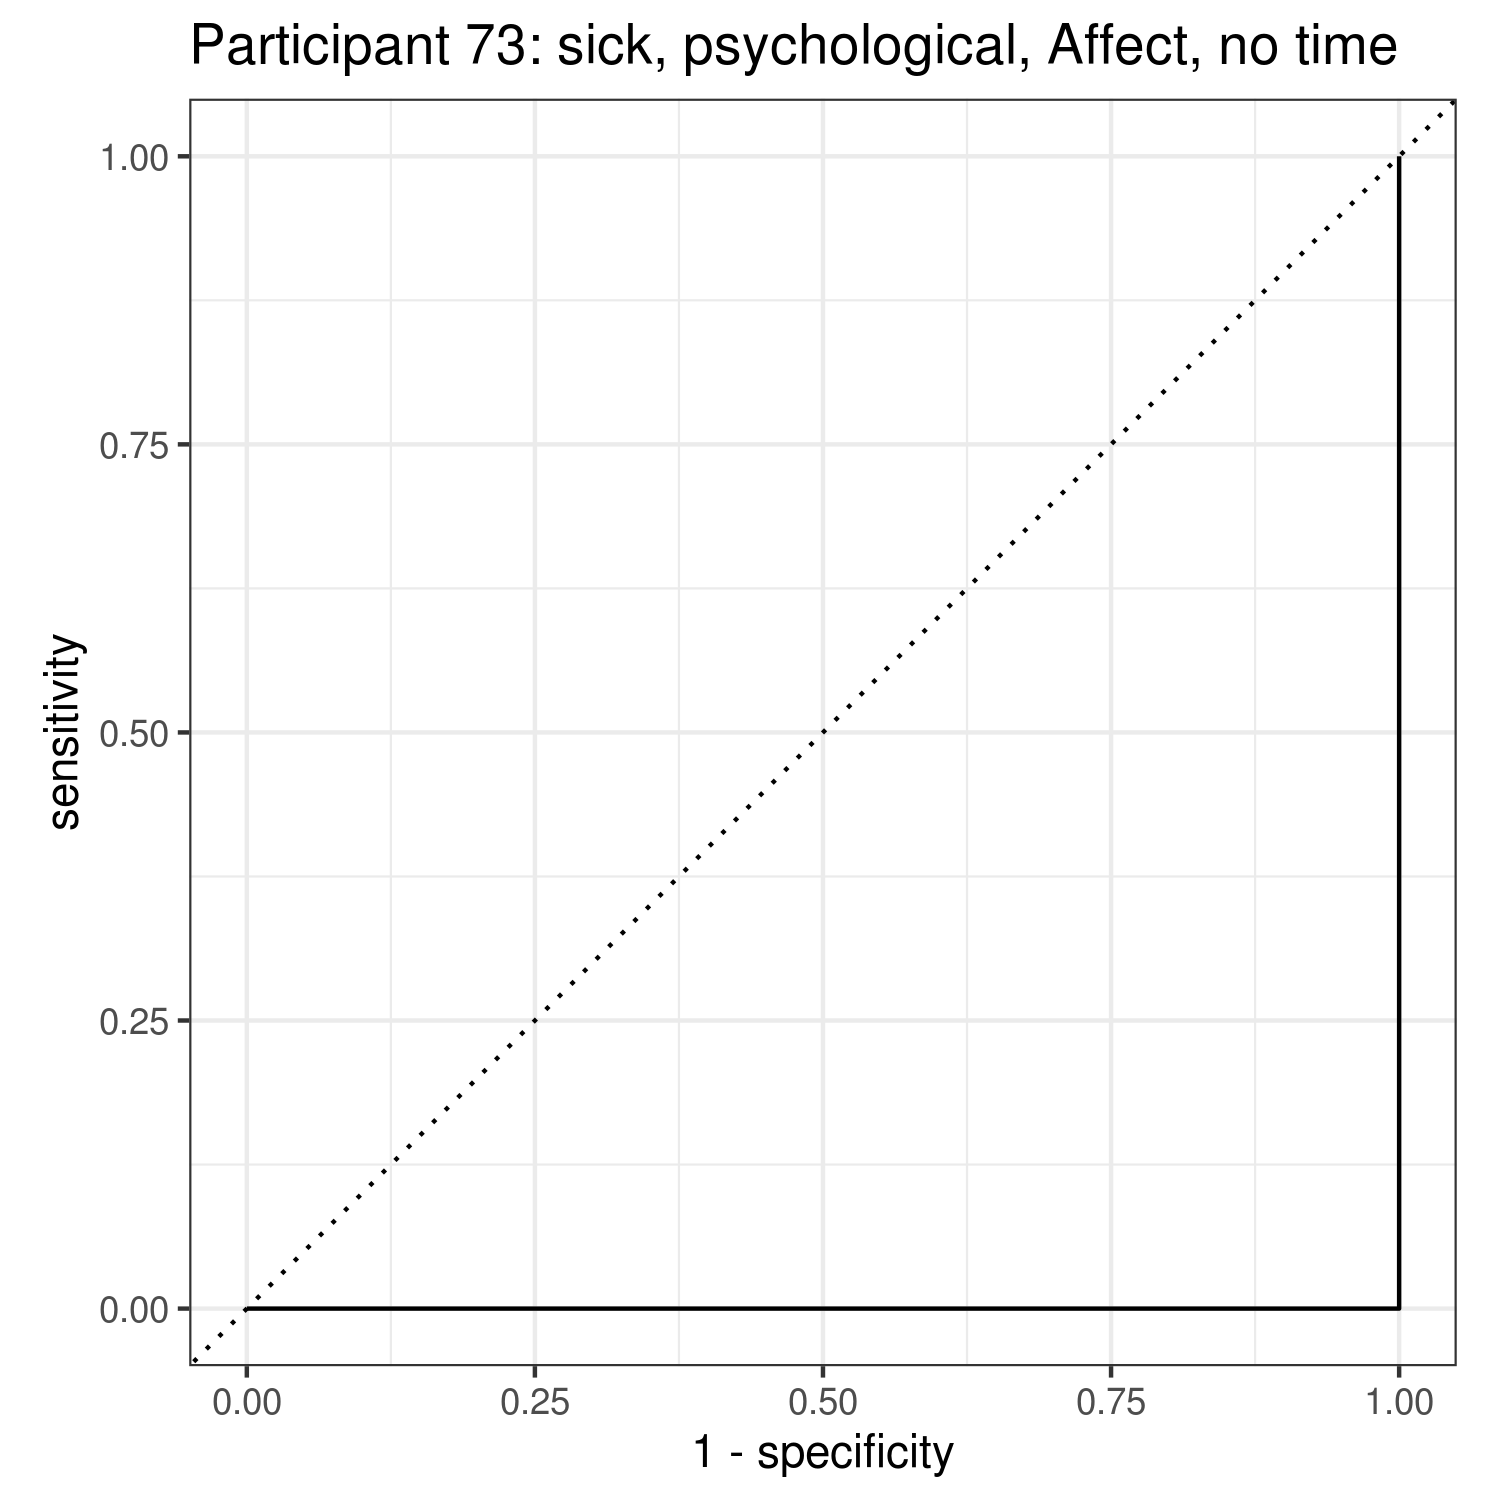 Participant 73: sick, psychological, Affect, no time
1.00
0.75
0.50
0.25
0.00
sensitivity
0.00 0.25 0.50 0.75 1.00
1 - specificity